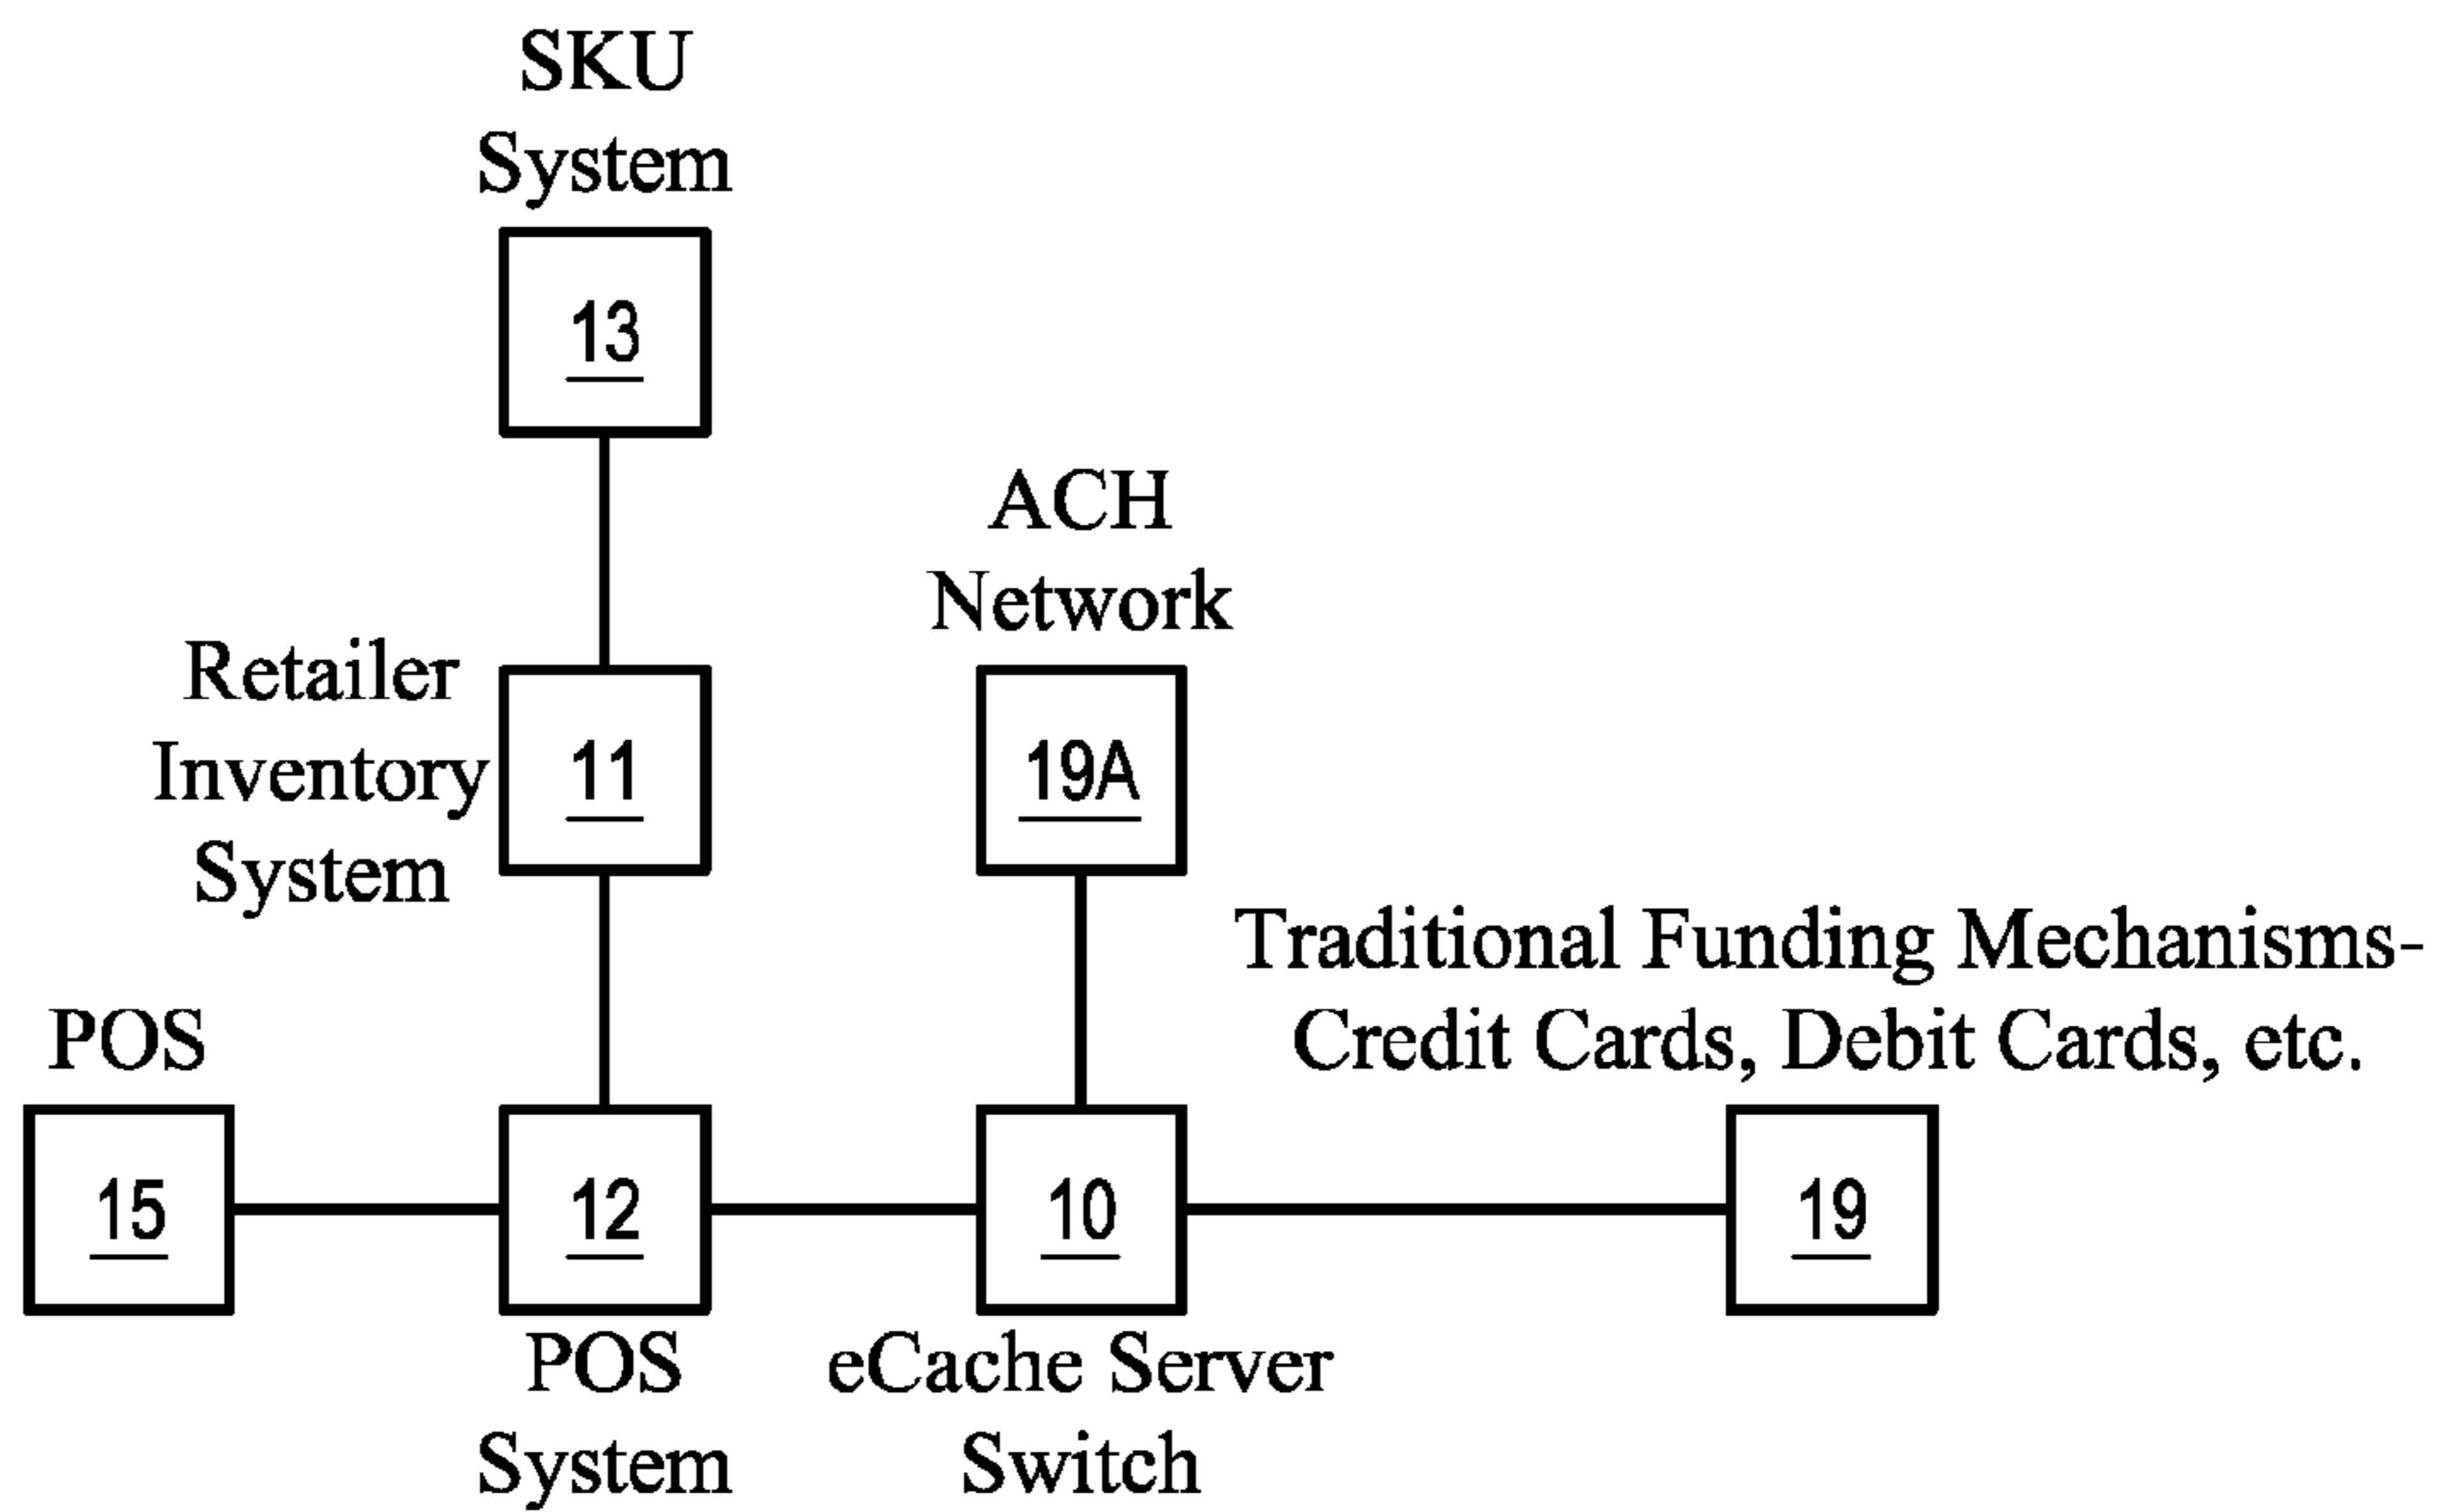 SKU
System
13
ACH
Network
Retailer
Inventory
System
11
19A
Traditional Funding Mechanisms-
Credit Cards, Debit Cards, etc.
POS
15
12
10
19
POS
System
eCache Server
Switch